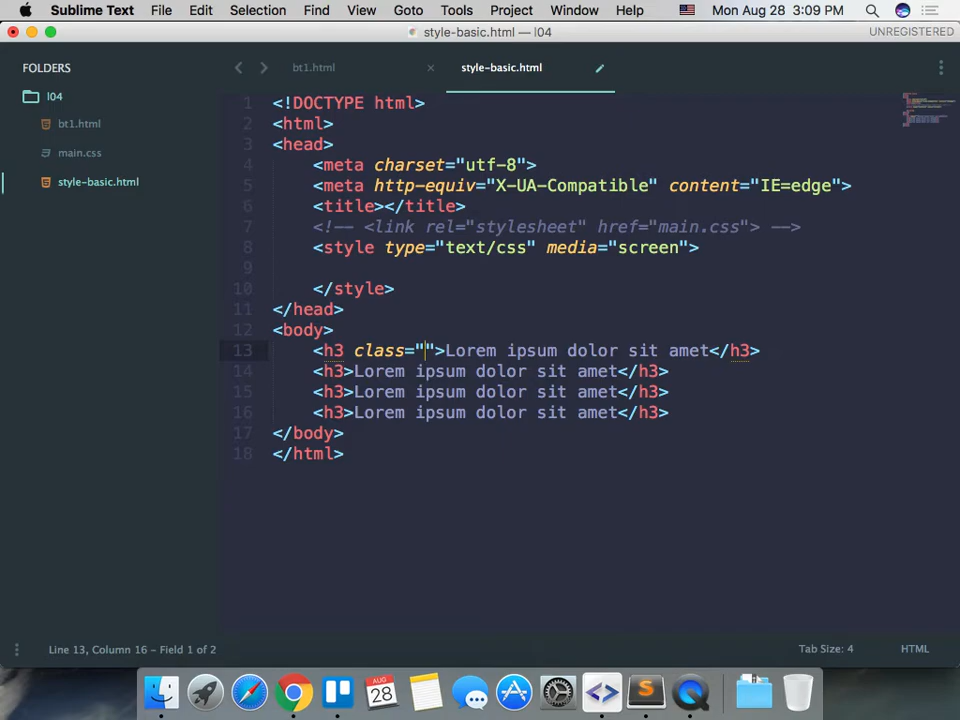 Sublime Text File Edit Selection Find View Goto Tools Project Window Help Mon Aug 28 3:09 PM
style-basic.html — l04 UNREGISTERED
FOLDERS
l04
bt1.html
main.css
style-basic.html
bt1.html style-basic.html
1 <!DOCTYPE html>
2 <html>
3 <head>
4 <meta charset="utf-8">
5 <meta http-equiv="X-UA-Compatible" content="IE=edge">
6 <title></title>
7 <!-- <link rel="stylesheet" href="main.css"> -->
8 <style type="text/css" media="screen">
9
10 </style>
11 </head>
12 <body>
13 <h3 class="">Lorem ipsum dolor sit amet</h3>
14 <h3>Lorem ipsum dolor sit amet</h3>
15 <h3>Lorem ipsum dolor sit amet</h3>
16 <h3>Lorem ipsum dolor sit amet</h3>
17 </body>
18 </html>
Line 13, Column 16 - Field 1 of 2 Tab Size: 4 HTML
AUG
28